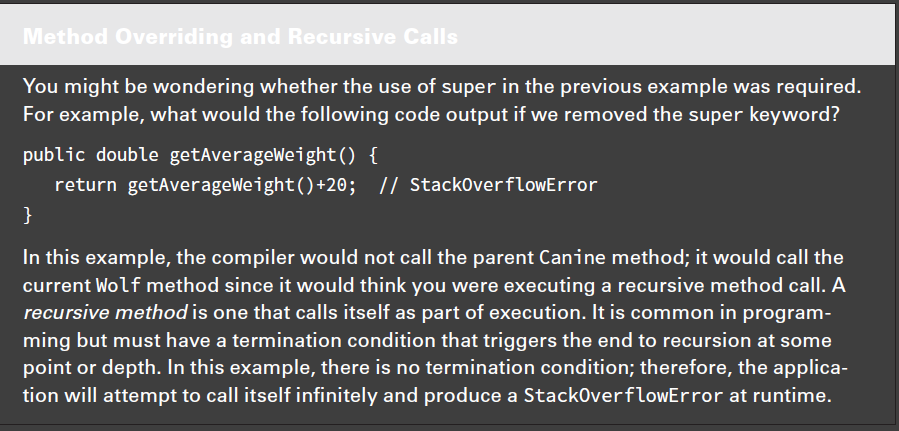 Method Overriding and Recursive Calls
You might be wondering whether the use of super in the previous example was required.
For example, what would the following code output if we removed the super keyword?
public double getAverageWeight() {
   return getAverageWeight()+20;  // StackOverflowError
}
In this example, the compiler would not call the parent Canine method; it would call the
current Wolf method since it would think you were executing a recursive method call. A
recursive method is one that calls itself as part of execution. It is common in program-
ming but must have a termination condition that triggers the end to recursion at some
point or depth. In this example, there is no termination condition; therefore, the applica-
tion will attempt to call itself infinitely and produce a StackOverflowError at runtime.